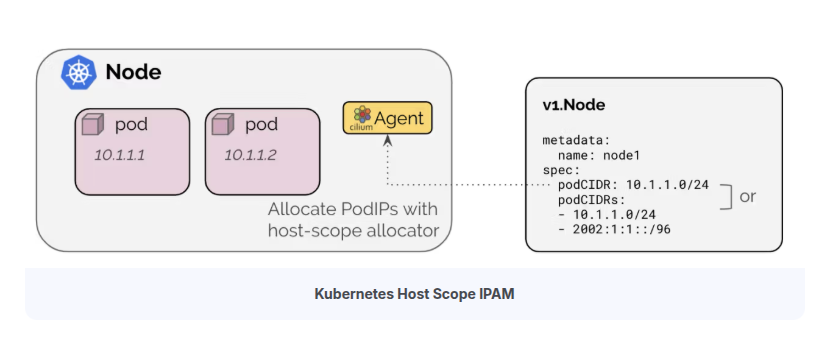 Node
pod
10.1.1.1
pod
10.1.1.2
cilium
Agent
Allocate PodIPs with
host-scope allocator
v1.Node
metadata:
  name: node1
spec:
  podCIDR: 10.1.1.0/24
  podCIDRs:
  - 10.1.1.0/24
  - 2002:1:1::/96
or
Kubernetes Host Scope IPAM